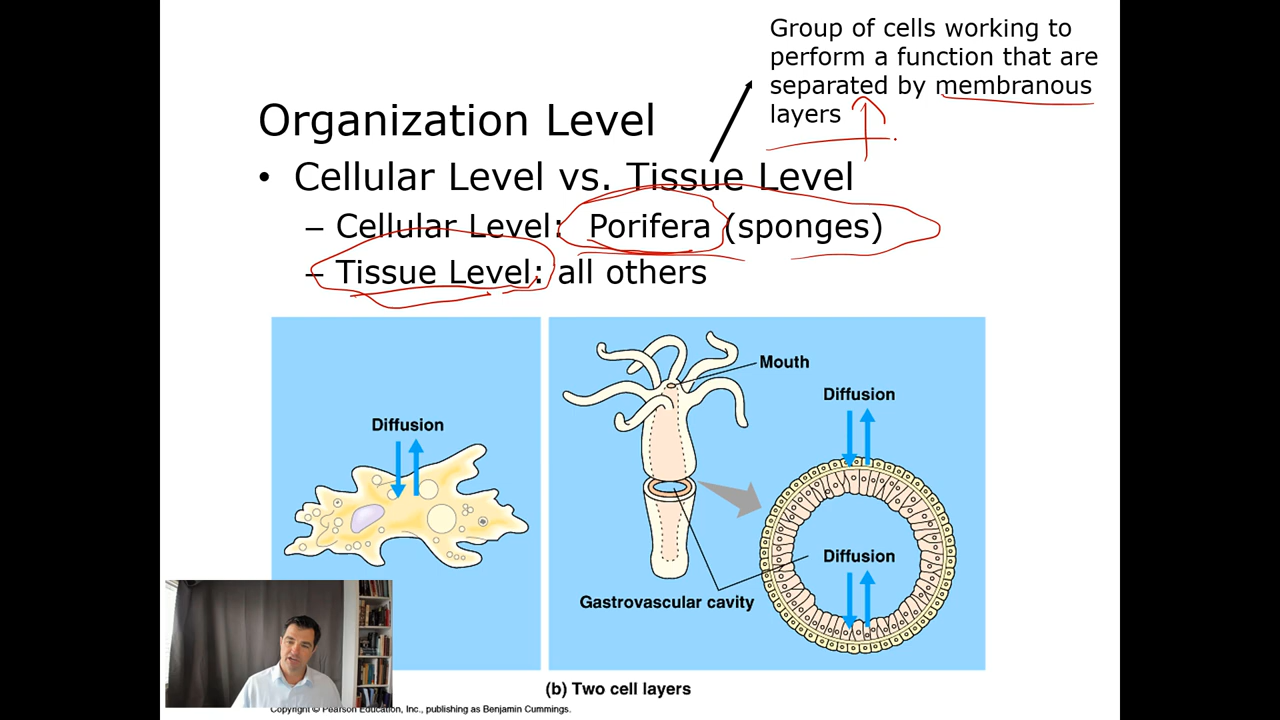 Group of cells working to
perform a function that are
separated by membranous
layers
Organization Level
• Cellular Level vs. Tissue Level
– Cellular Level: Porifera (sponges)
– Tissue Level: all others
Diffusion
Mouth
Diffusion
Diffusion
Gastrovascular cavity
(b) Two cell layers
Copyright © Pearson Education, Inc., publishing as Benjamin Cummings.